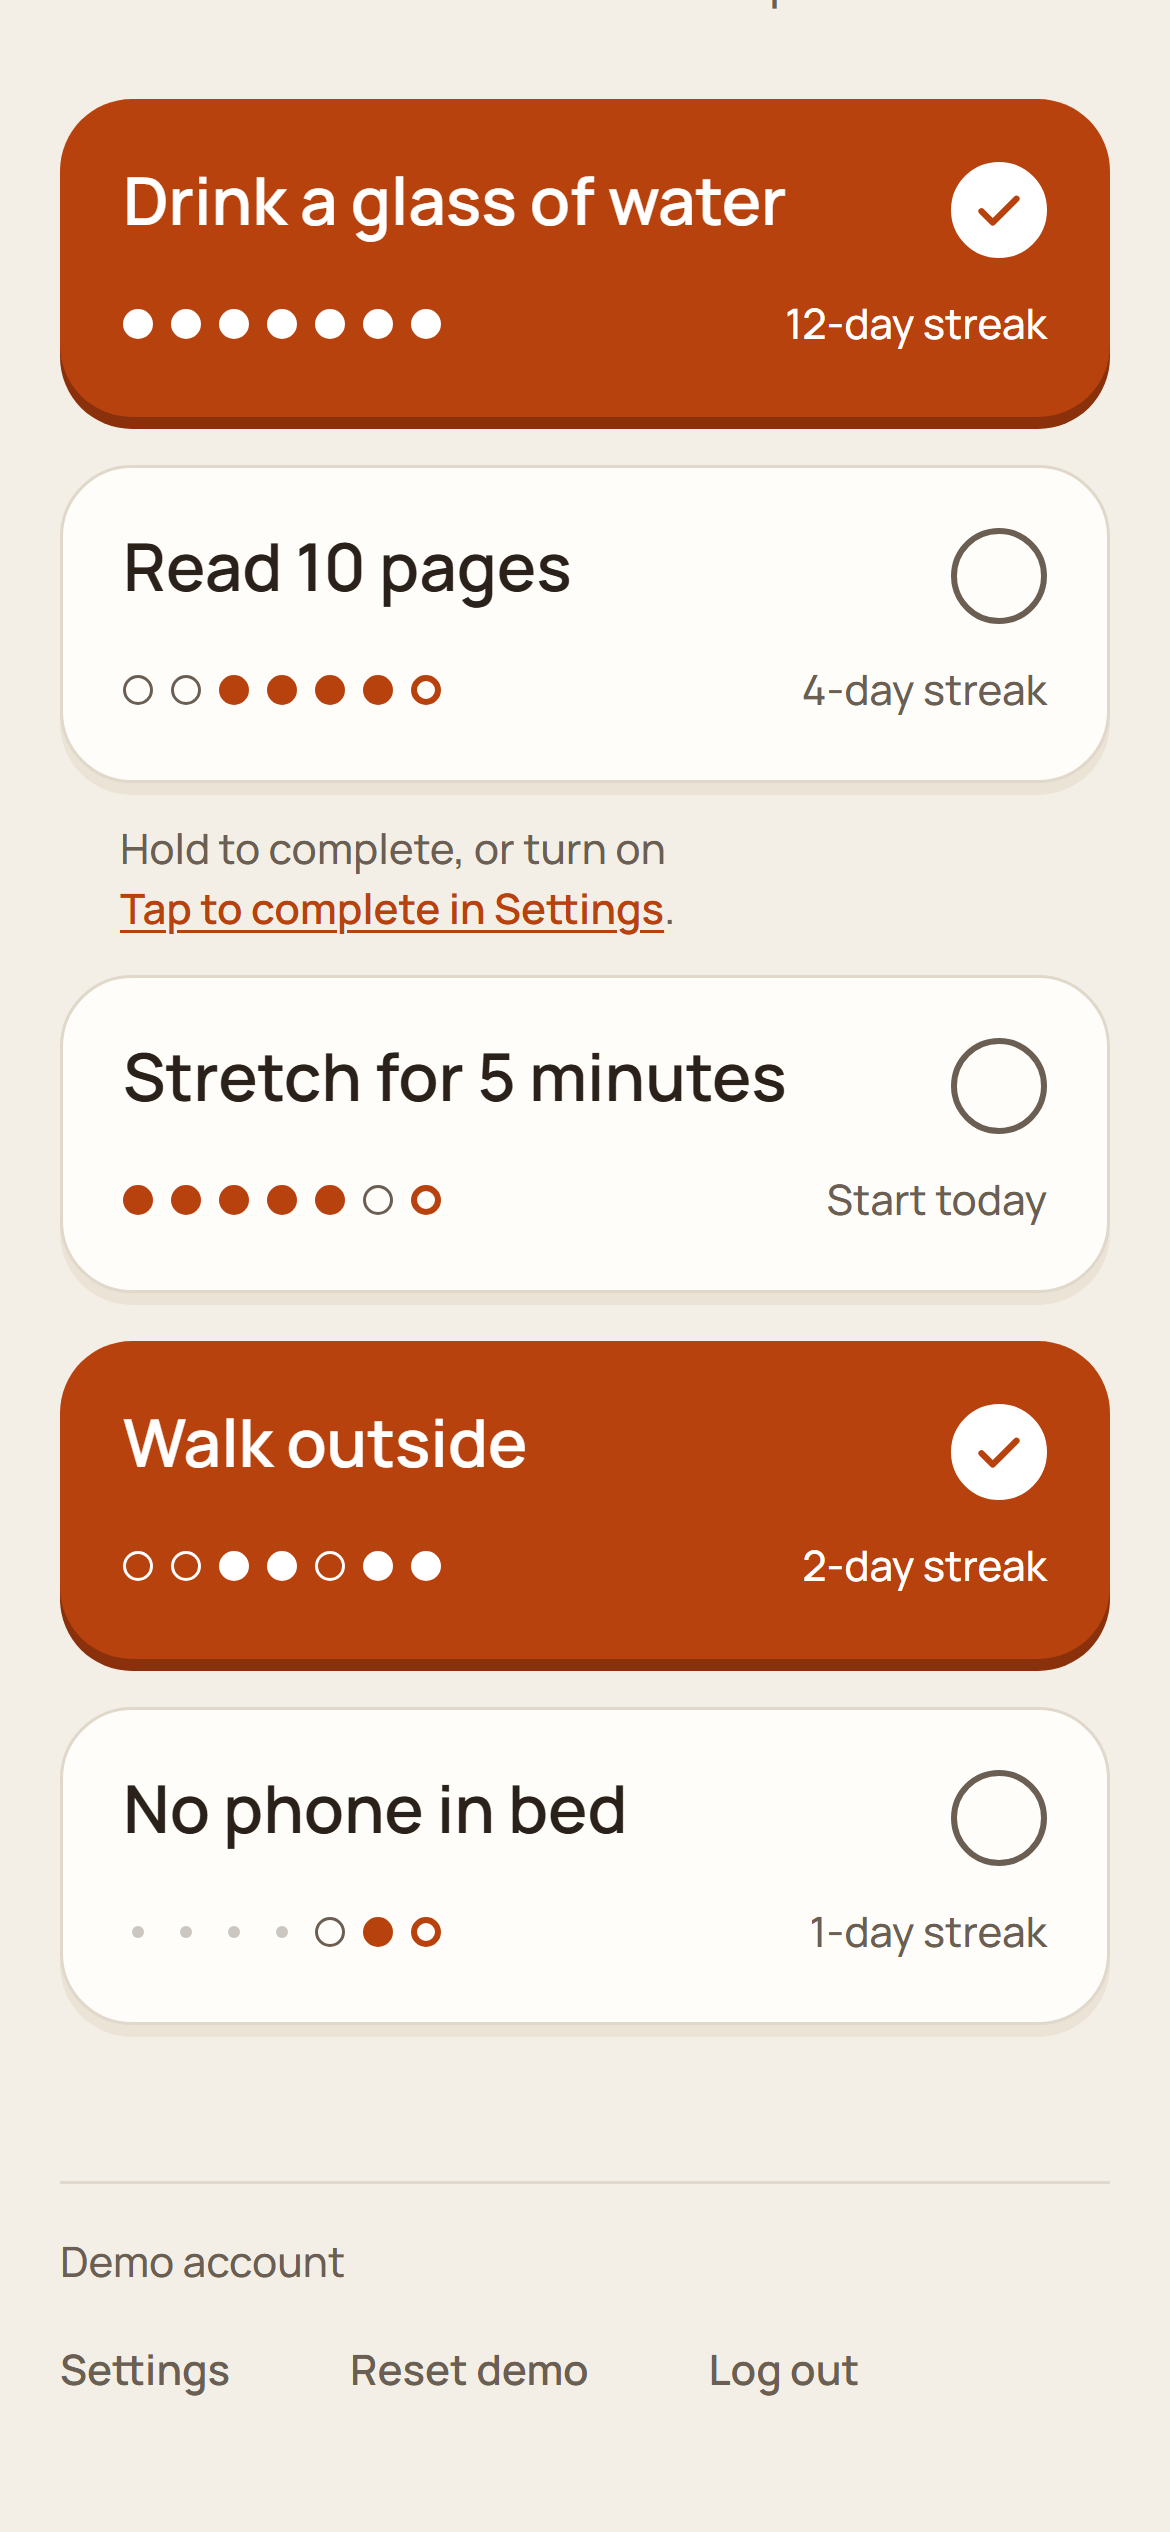 Drink a glass of water
12-day streak
Read 10 pages
4-day streak
Hold to complete, or turn on
Tap to complete in Settings.
Stretch for 5 minutes
Start today
Walk outside
2-day streak
No phone in bed
1-day streak
Demo account
Settings Reset demo Log out